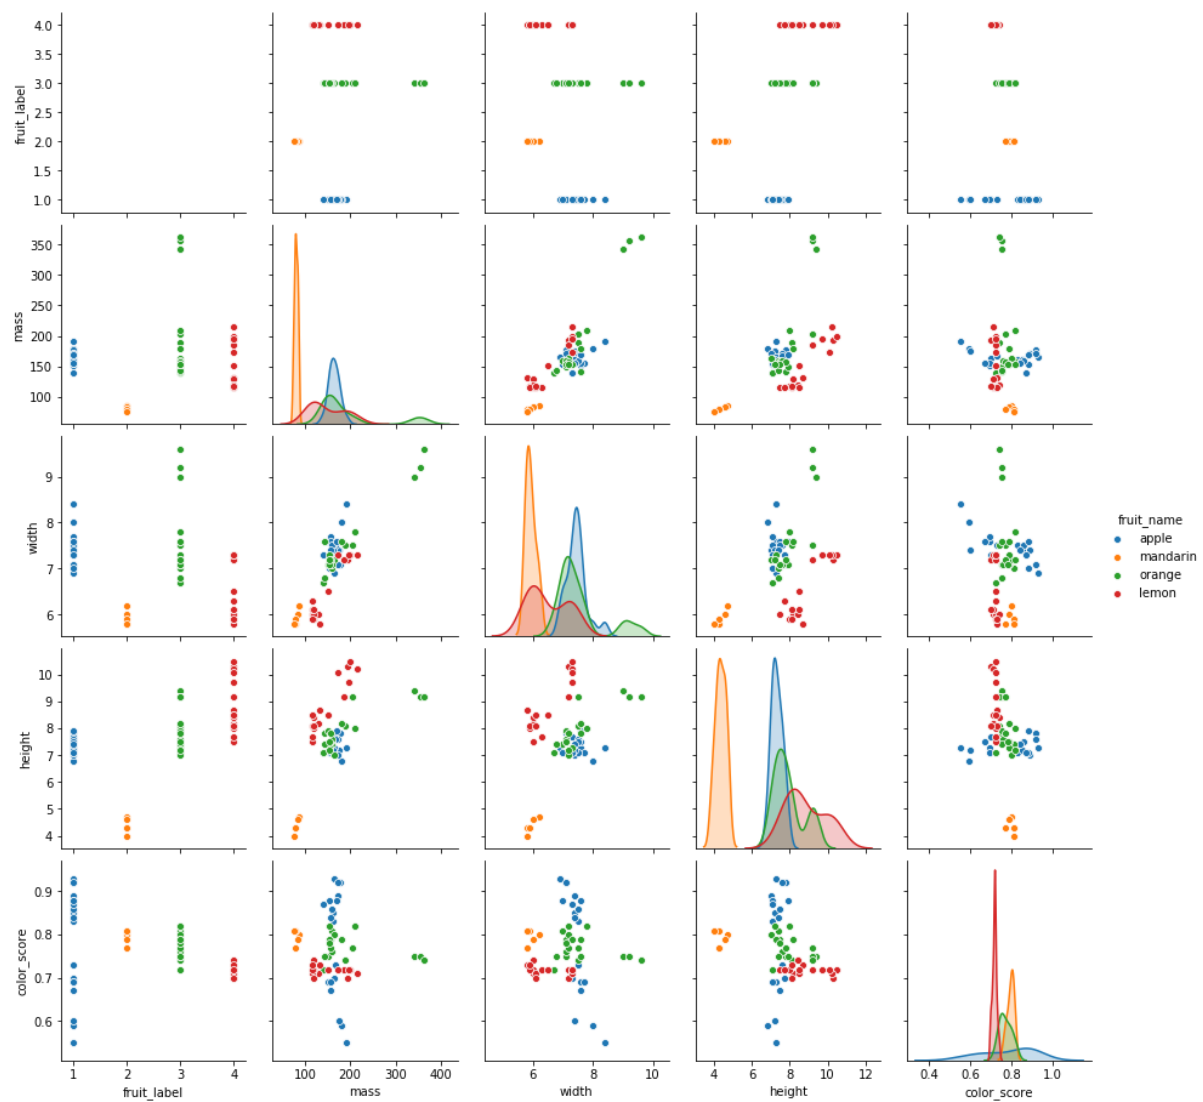 4.0
3.5
3.0
2.5
2.0
1.5
1.0
fruit_label
350
300
250
200
150
100
mass
9
8
7
6
width
fruit_name
apple
mandarin
orange
lemon
10
9
8
7
6
5
4
height
0.9
0.8
0.7
0.6
color_score
1 2 3 4
fruit_label
100 200 300 400
mass
6 8 10
width
4 6 8 10 12
height
0.4 0.6 0.8 1.0
color_score